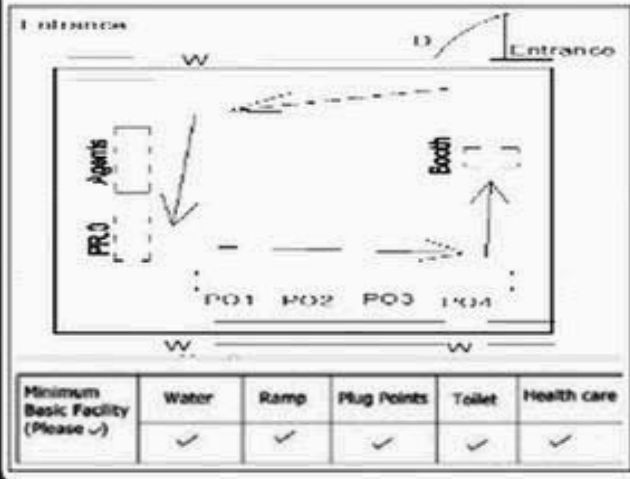 Entrance
D
Entrance
W
Agents
PR.O
Booth
PO1 PO2 PO3 PO4
W W
Minimum Basic Facility (Please ✓) Water Ramp Plug Points Toilet Health care
✓ ✓ ✓ ✓ ✓